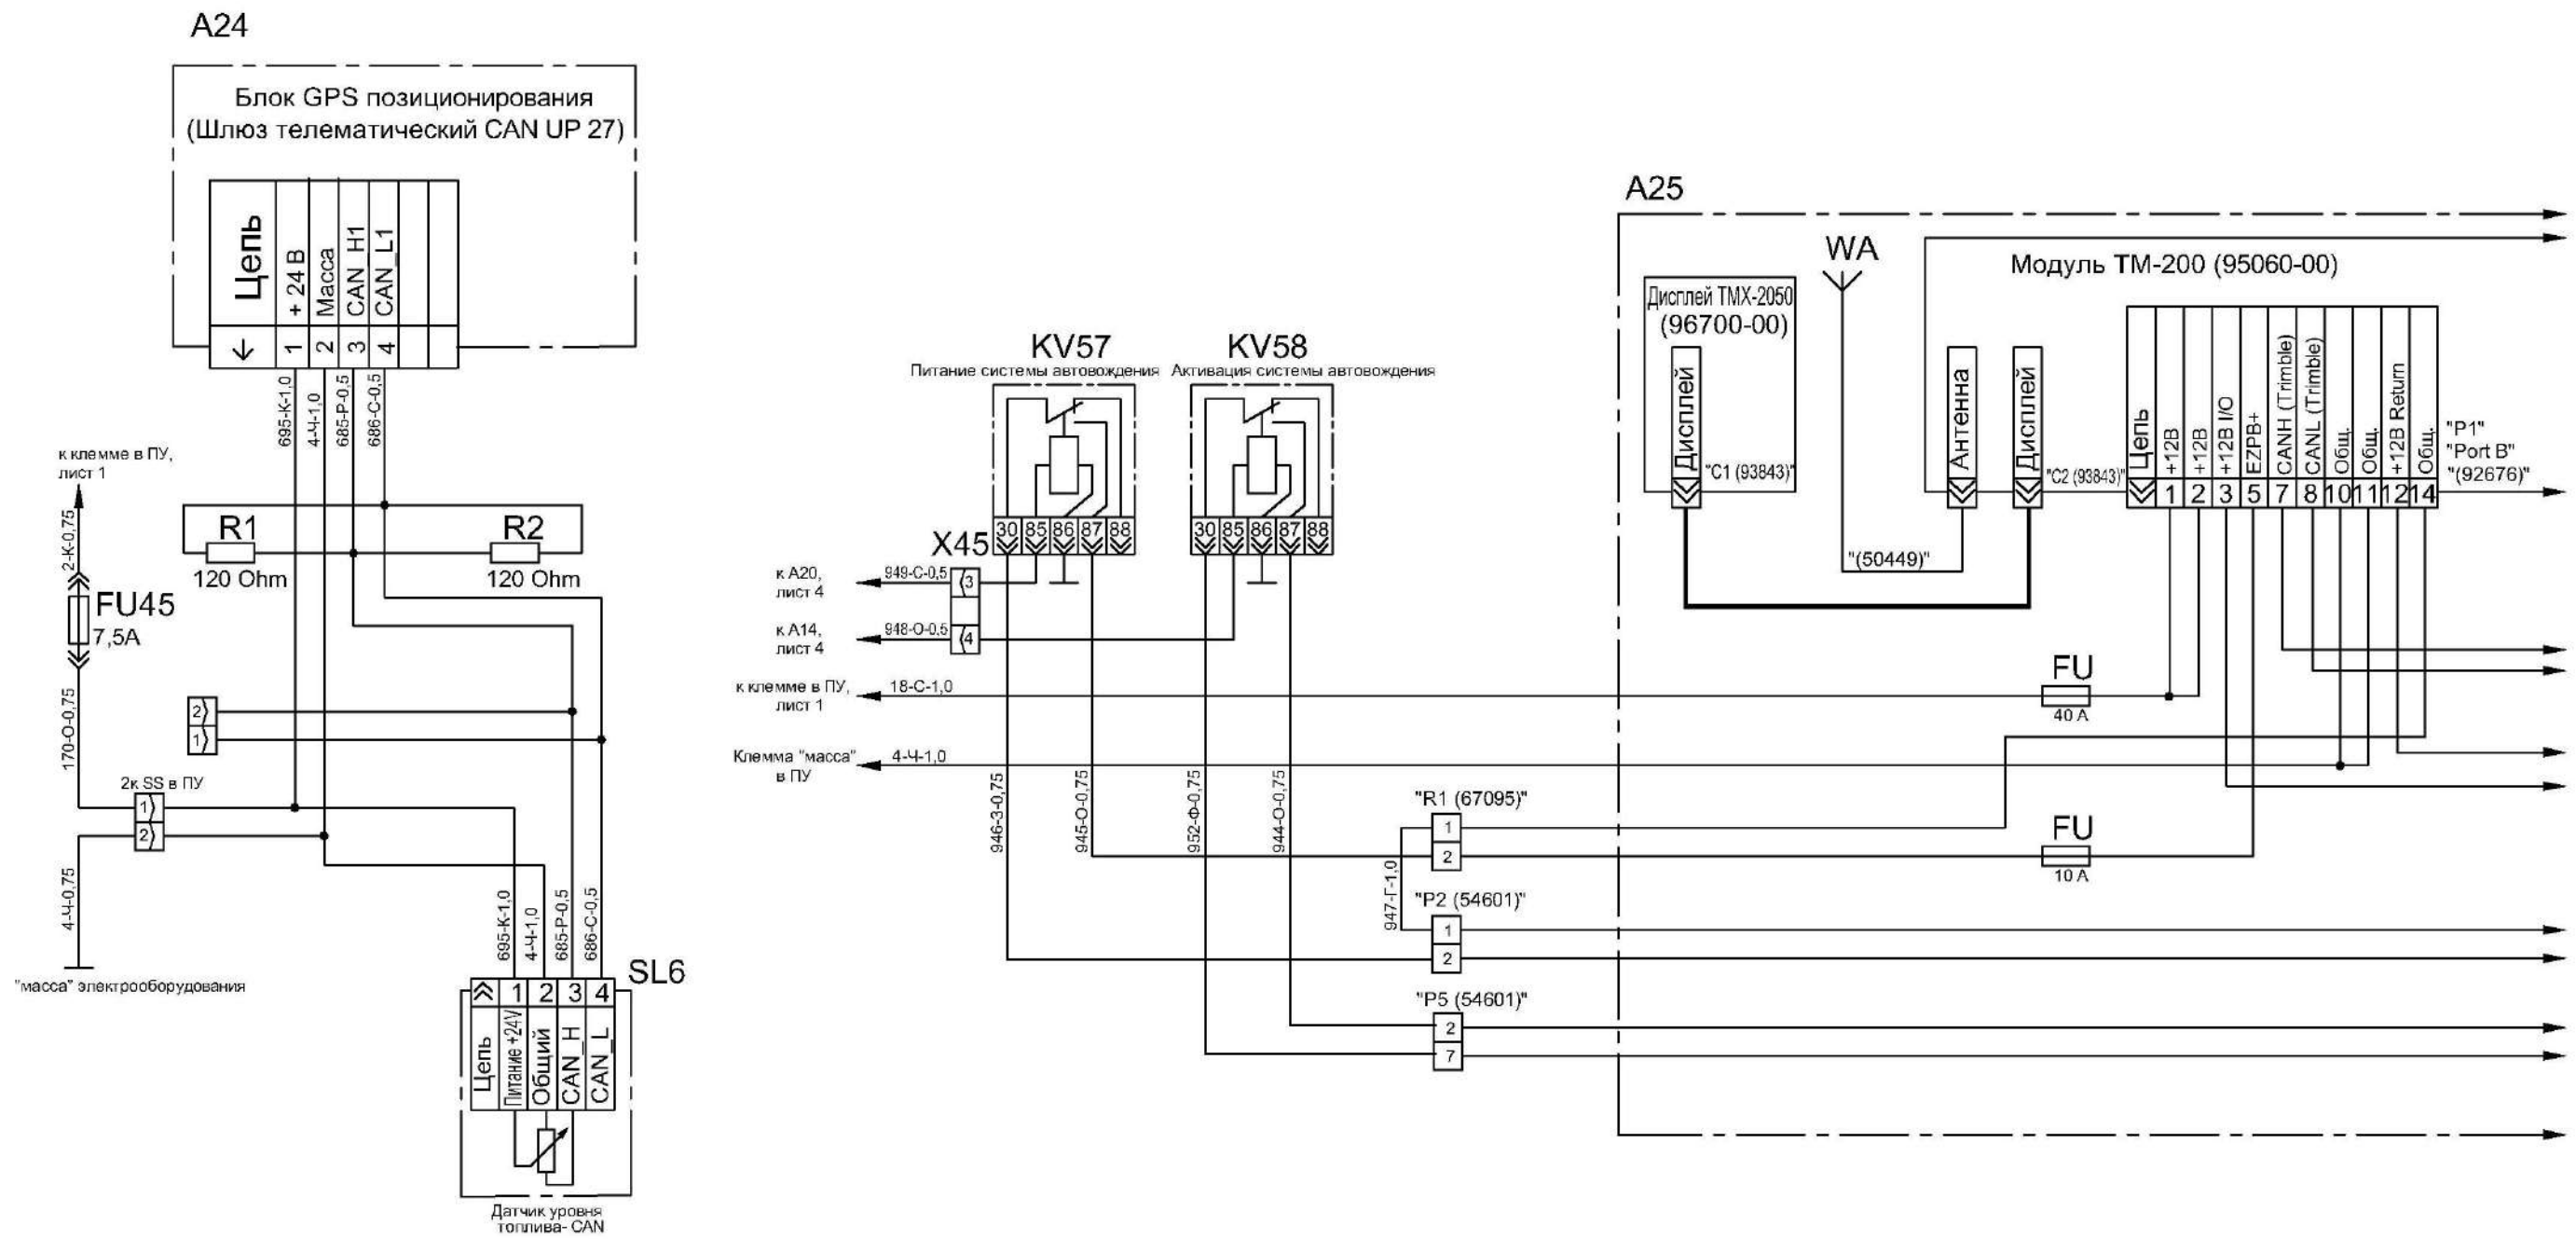 A24
Блок GPS позиционирования
(Шлюз телематический CAN UP 27)
Цепь
+ 24 В
Масса
CAN_H1
CAN_L1
1
2
3
4
695-К-1,0
4-Ч-1,0
685-Р-0,5
686-С-0,5
к клемме в ПУ,
лист 1
2-К-0,75
R1
120 Ohm
R2
120 Ohm
FU45
7,5А
170-О-0,75
2
1
2к SS в ПУ
1
2
4-Ч-0,75
"масса" электрооборудования
695-К-1,0
4-Ч-1,0
685-Р-0,5
686-С-0,5
SL6
1 2 3 4
Цепь
Питание +24V
Общий
CAN_H
CAN_L
Датчик уровня
топлива- CAN
KV57
Питание системы автовождения
30 85 86 87 88
KV58
Активация системы автовождения
30 85 86 87 88
X45
3
4
к А20,
лист 4
949-С-0,5
к А14,
лист 4
948-О-0,5
к клемме в ПУ,
лист 1
18-С-1,0
Клемма "масса"
в ПУ
4-Ч-1,0
946-З-0,75
945-О-0,75
952-Ф-0,75
944-О-0,75
"R1 (67095)"
1
2
947-Г-1,0
"P2 (54601)"
1
2
"P5 (54601)"
2
7
A25
Дисплей TMX-2050
(96700-00)
Дисплей
"C1 (93843)"
WA
"(50449)"
Антенна
Дисплей
"C2 (93843)"
Модуль ТМ-200 (95060-00)
Цепь
+12В
+12В
+12В I/O
EZPB+
CANH (Trimble)
CANL (Trimble)
Общ.
Общ.
+12В Return
Общ.
1 2 3 5 7 8 10 11 12 14
"P1"
"Port B"
"(92676)"
FU
40 А
FU
10 А